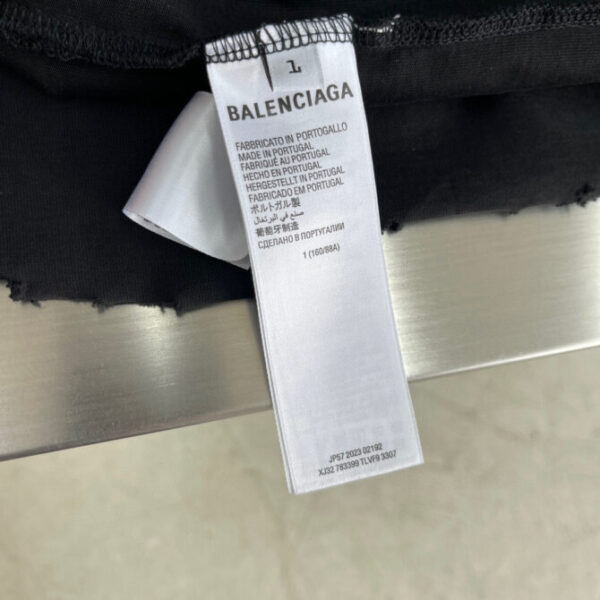 1
BALENCIAGA
FABBRICATO IN PORTOGALLO
MADE IN PORTUGAL
FABRIQUÉ AU PORTUGAL
HECHO EN PORTUGAL
HERGESTELLT IN PORTUGAL
FABRICADO EM PORTUGAL
ポルトガル製
صنع في البرتغال
葡萄牙制造
СДЕЛАНО В ПОРТУГАЛИИ
1 (160/88A)
JP57 2023 02192
XJ32 783399 TLVF9 3307